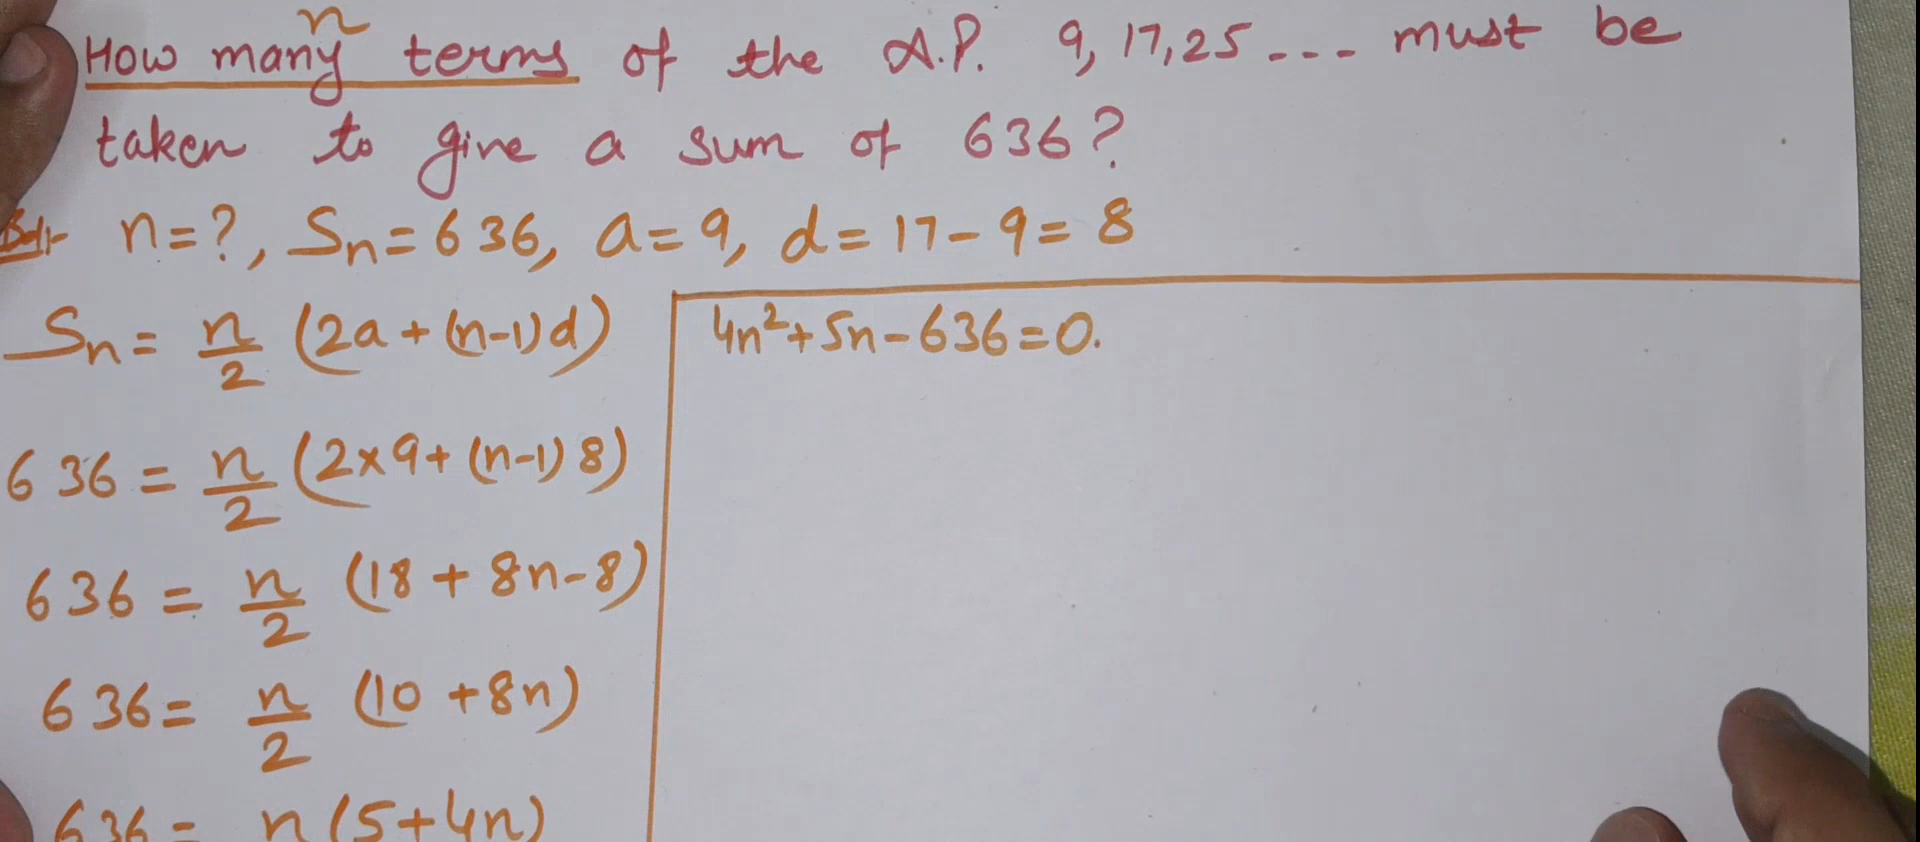 n
How many terms of the A.P. 9, 17, 25 - - - must be
taken to give a sum of 636?
Sol:- n=?, Sn=636, a=9, d=17-9=8
Sn = n/2 (2a+(n-1)d)
636 = n/2 (2×9+(n-1)8)
636 = n/2 (18+8n-8)
636 = n/2 (10+8n)
636 = n(5+4n)
4n²+5n-636=0.